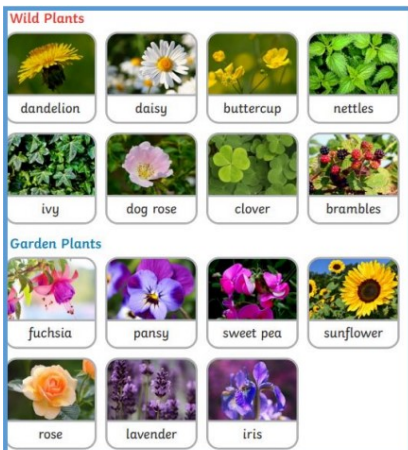 Wild Plants
dandelion daisy buttercup nettles
ivy dog rose clover brambles
Garden Plants
fuchsia pansy sweet pea sunflower
rose lavender iris